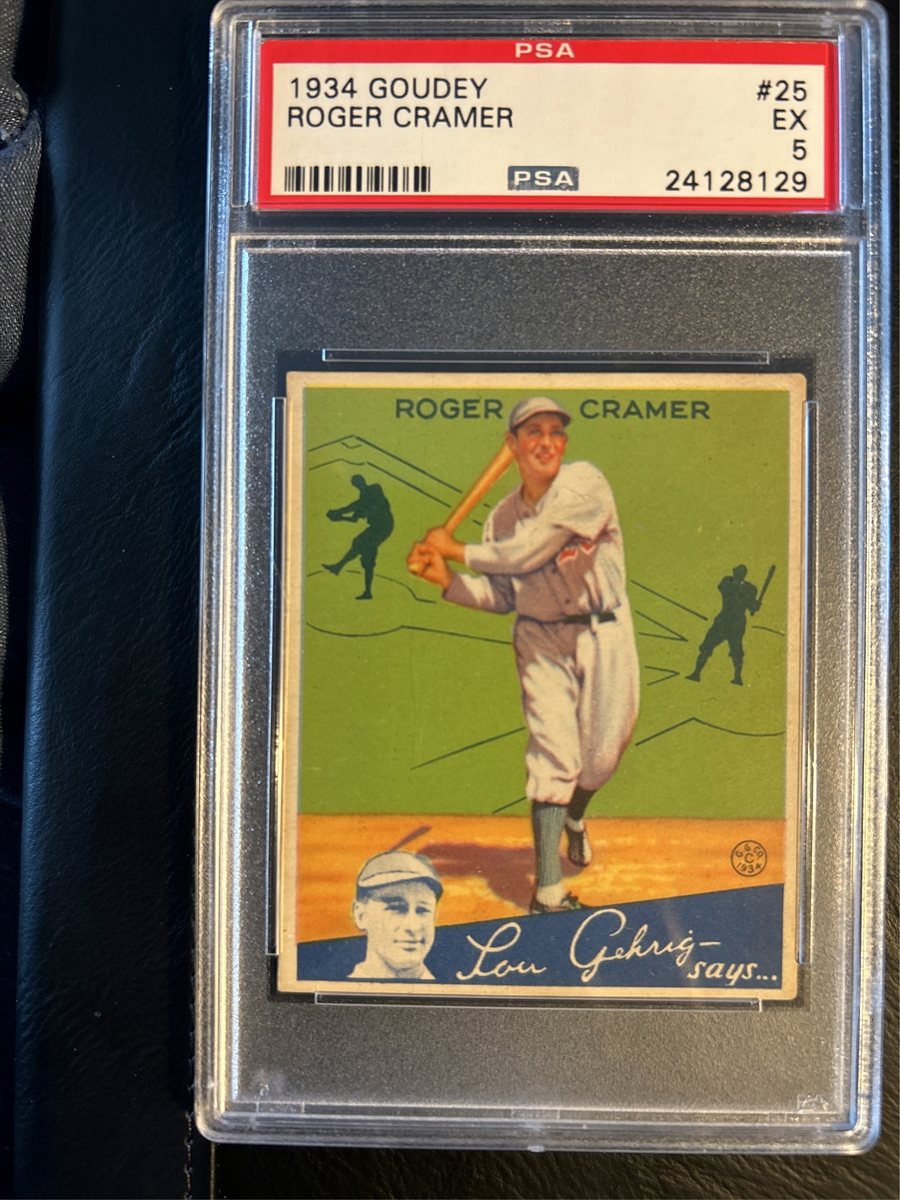 PSA
1934 GOUDEY #25
ROGER CRAMER EX
5
PSA 24128129
ROGER CRAMER
G.G.CO.
C
1934
Lou Gehrig—
says...